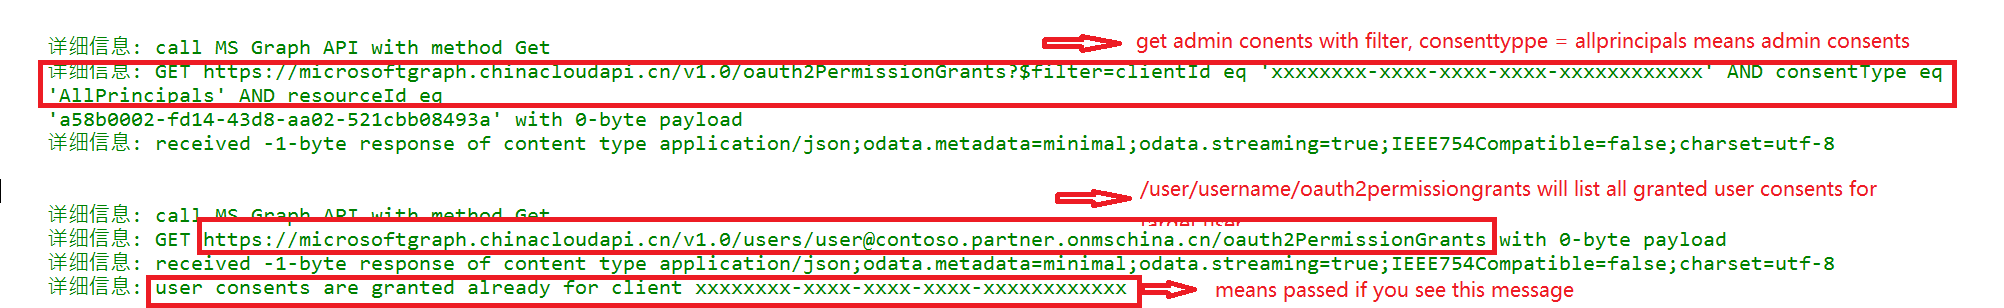 详细信息: call MS Graph API with method Get
get admin conents with filter, consenttyppe = allprincipals means admin consents
详细信息: GET https://microsoftgraph.chinacloudapi.cn/v1.0/oauth2PermissionGrants?$filter=clientId eq 'xxxxxxxx-xxxx-xxxx-xxxx-xxxxxxxxxxxx' AND consentType eq
'AllPrincipals' AND resourceId eq
'a58b0002-fd14-43d8-aa02-521cbb08493a' with 0-byte payload
详细信息: received -1-byte response of content type application/json;odata.metadata=minimal;odata.streaming=true;IEEE754Compatible=false;charset=utf-8
/user/username/oauth2permissiongrants will list all granted user consents for
详细信息: call MS Graph API with method Get
详细信息: GET https://microsoftgraph.chinacloudapi.cn/v1.0/users/user@contoso.partner.onmschina.cn/oauth2PermissionGrants with 0-byte payload
详细信息: received -1-byte response of content type application/json;odata.metadata=minimal;odata.streaming=true;IEEE754Compatible=false;charset=utf-8
详细信息: user consents are granted already for client xxxxxxxx-xxxx-xxxx-xxxx-xxxxxxxxxxxx
means passed if you see this message